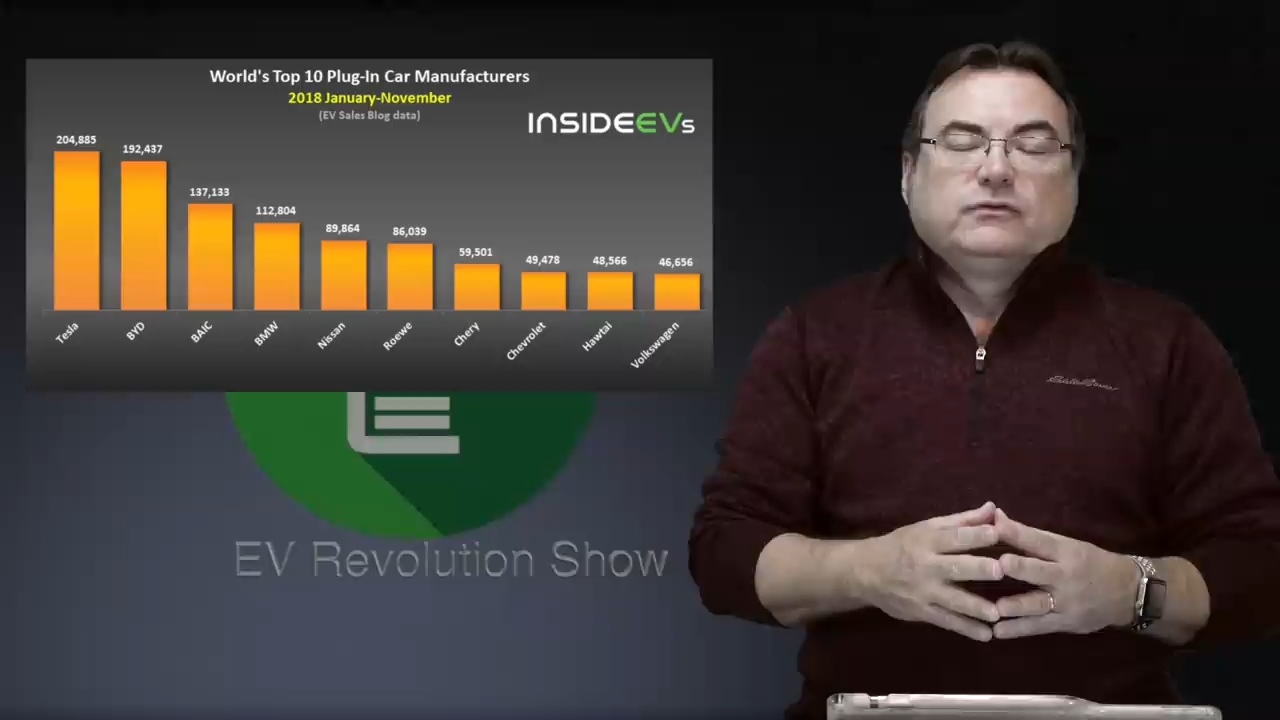 World's Top 10 Plug-In Car Manufacturers
2018 January-November
(EV Sales Blog data)
INSIDEEVs
204,885
192,437
137,133
112,804
89,864
86,039
59,501
49,478
48,566
46,656
Tesla
BYD
BAIC
BMW
Nissan
Roewe
Chery
Chevrolet
Hawtai
Volkswagen
EV Revolution Show
Eddie Bauer